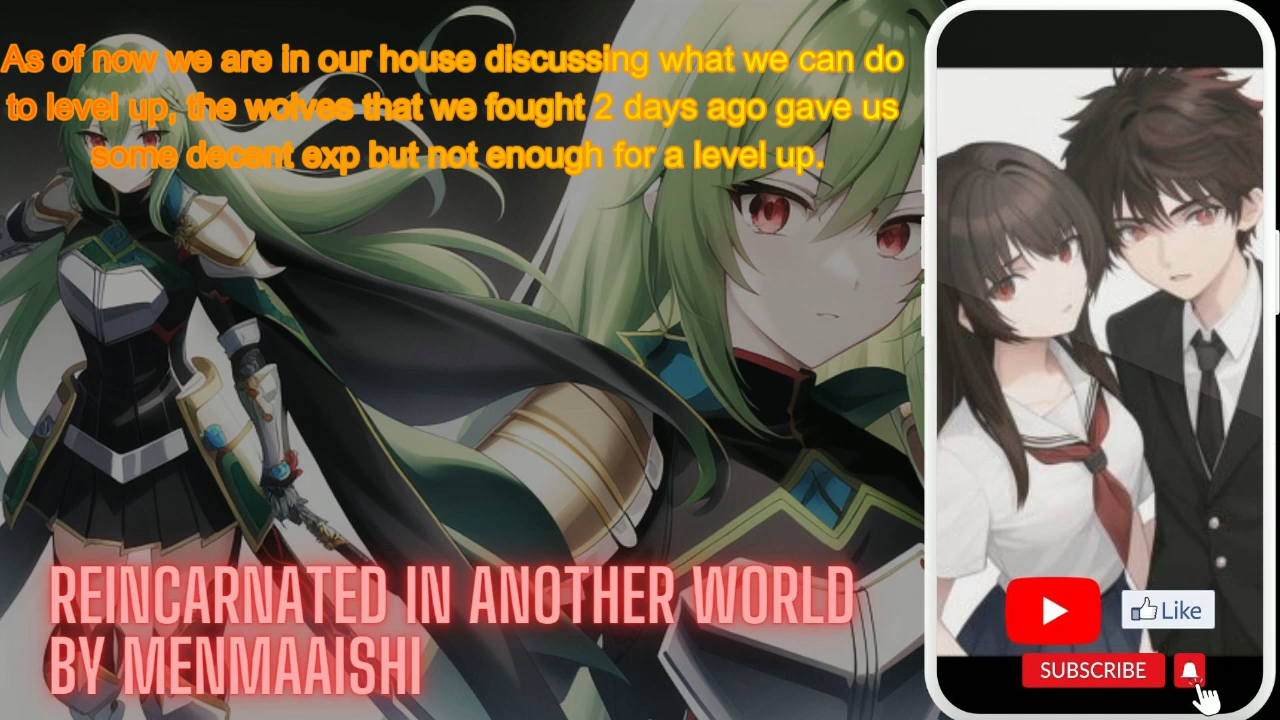 As of now we are in our house discussing what we can do
to level up, the wolves that we fought 2 days ago gave us
some decent exp but not enough for a level up.
REINCARNATED IN ANOTHER WORLD
BY MENMAAISHI
Like
SUBSCRIBE